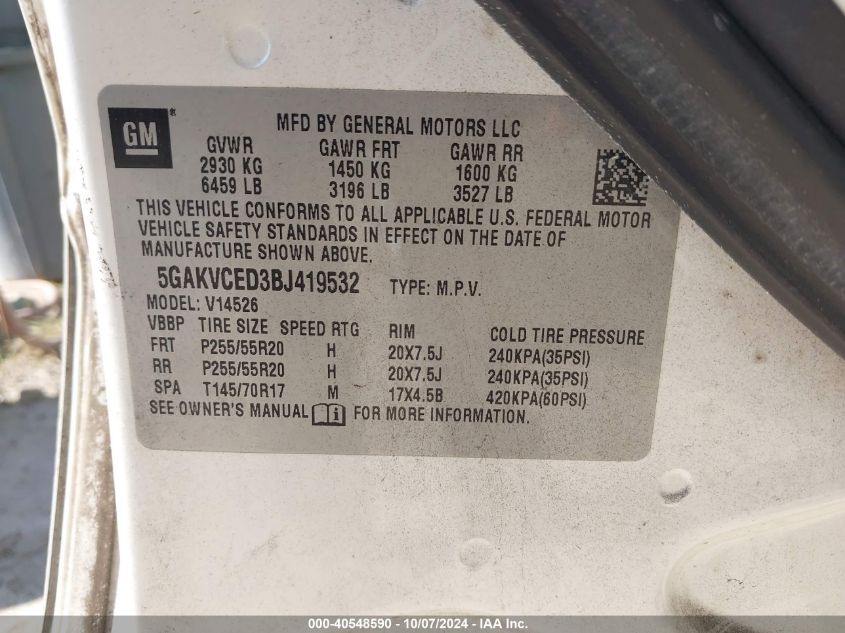 GM ®
MFD BY GENERAL MOTORS LLC
GVWR GAWR FRT GAWR RR
2930 KG 1450 KG 1600 KG
6459 LB 3196 LB 3527 LB
THIS VEHICLE CONFORMS TO ALL APPLICABLE U.S. FEDERAL MOTOR
VEHICLE SAFETY STANDARDS IN EFFECT ON THE DATE OF
MANUFACTURE SHOWN ABOVE.
5GAKVCED3BJ419532 TYPE: M.P.V.
MODEL: V14526
VBBP TIRE SIZE SPEED RTG RIM COLD TIRE PRESSURE
FRT P255/55R20 H 20X7.5J 240KPA(35PSI)
RR P255/55R20 H 20X7.5J 240KPA(35PSI)
SPA T145/70R17 M 17X4.5B 420KPA(60PSI)
SEE OWNER'S MANUAL i FOR MORE INFORMATION.
000-40548590 - 10/07/2024 - IAA Inc.